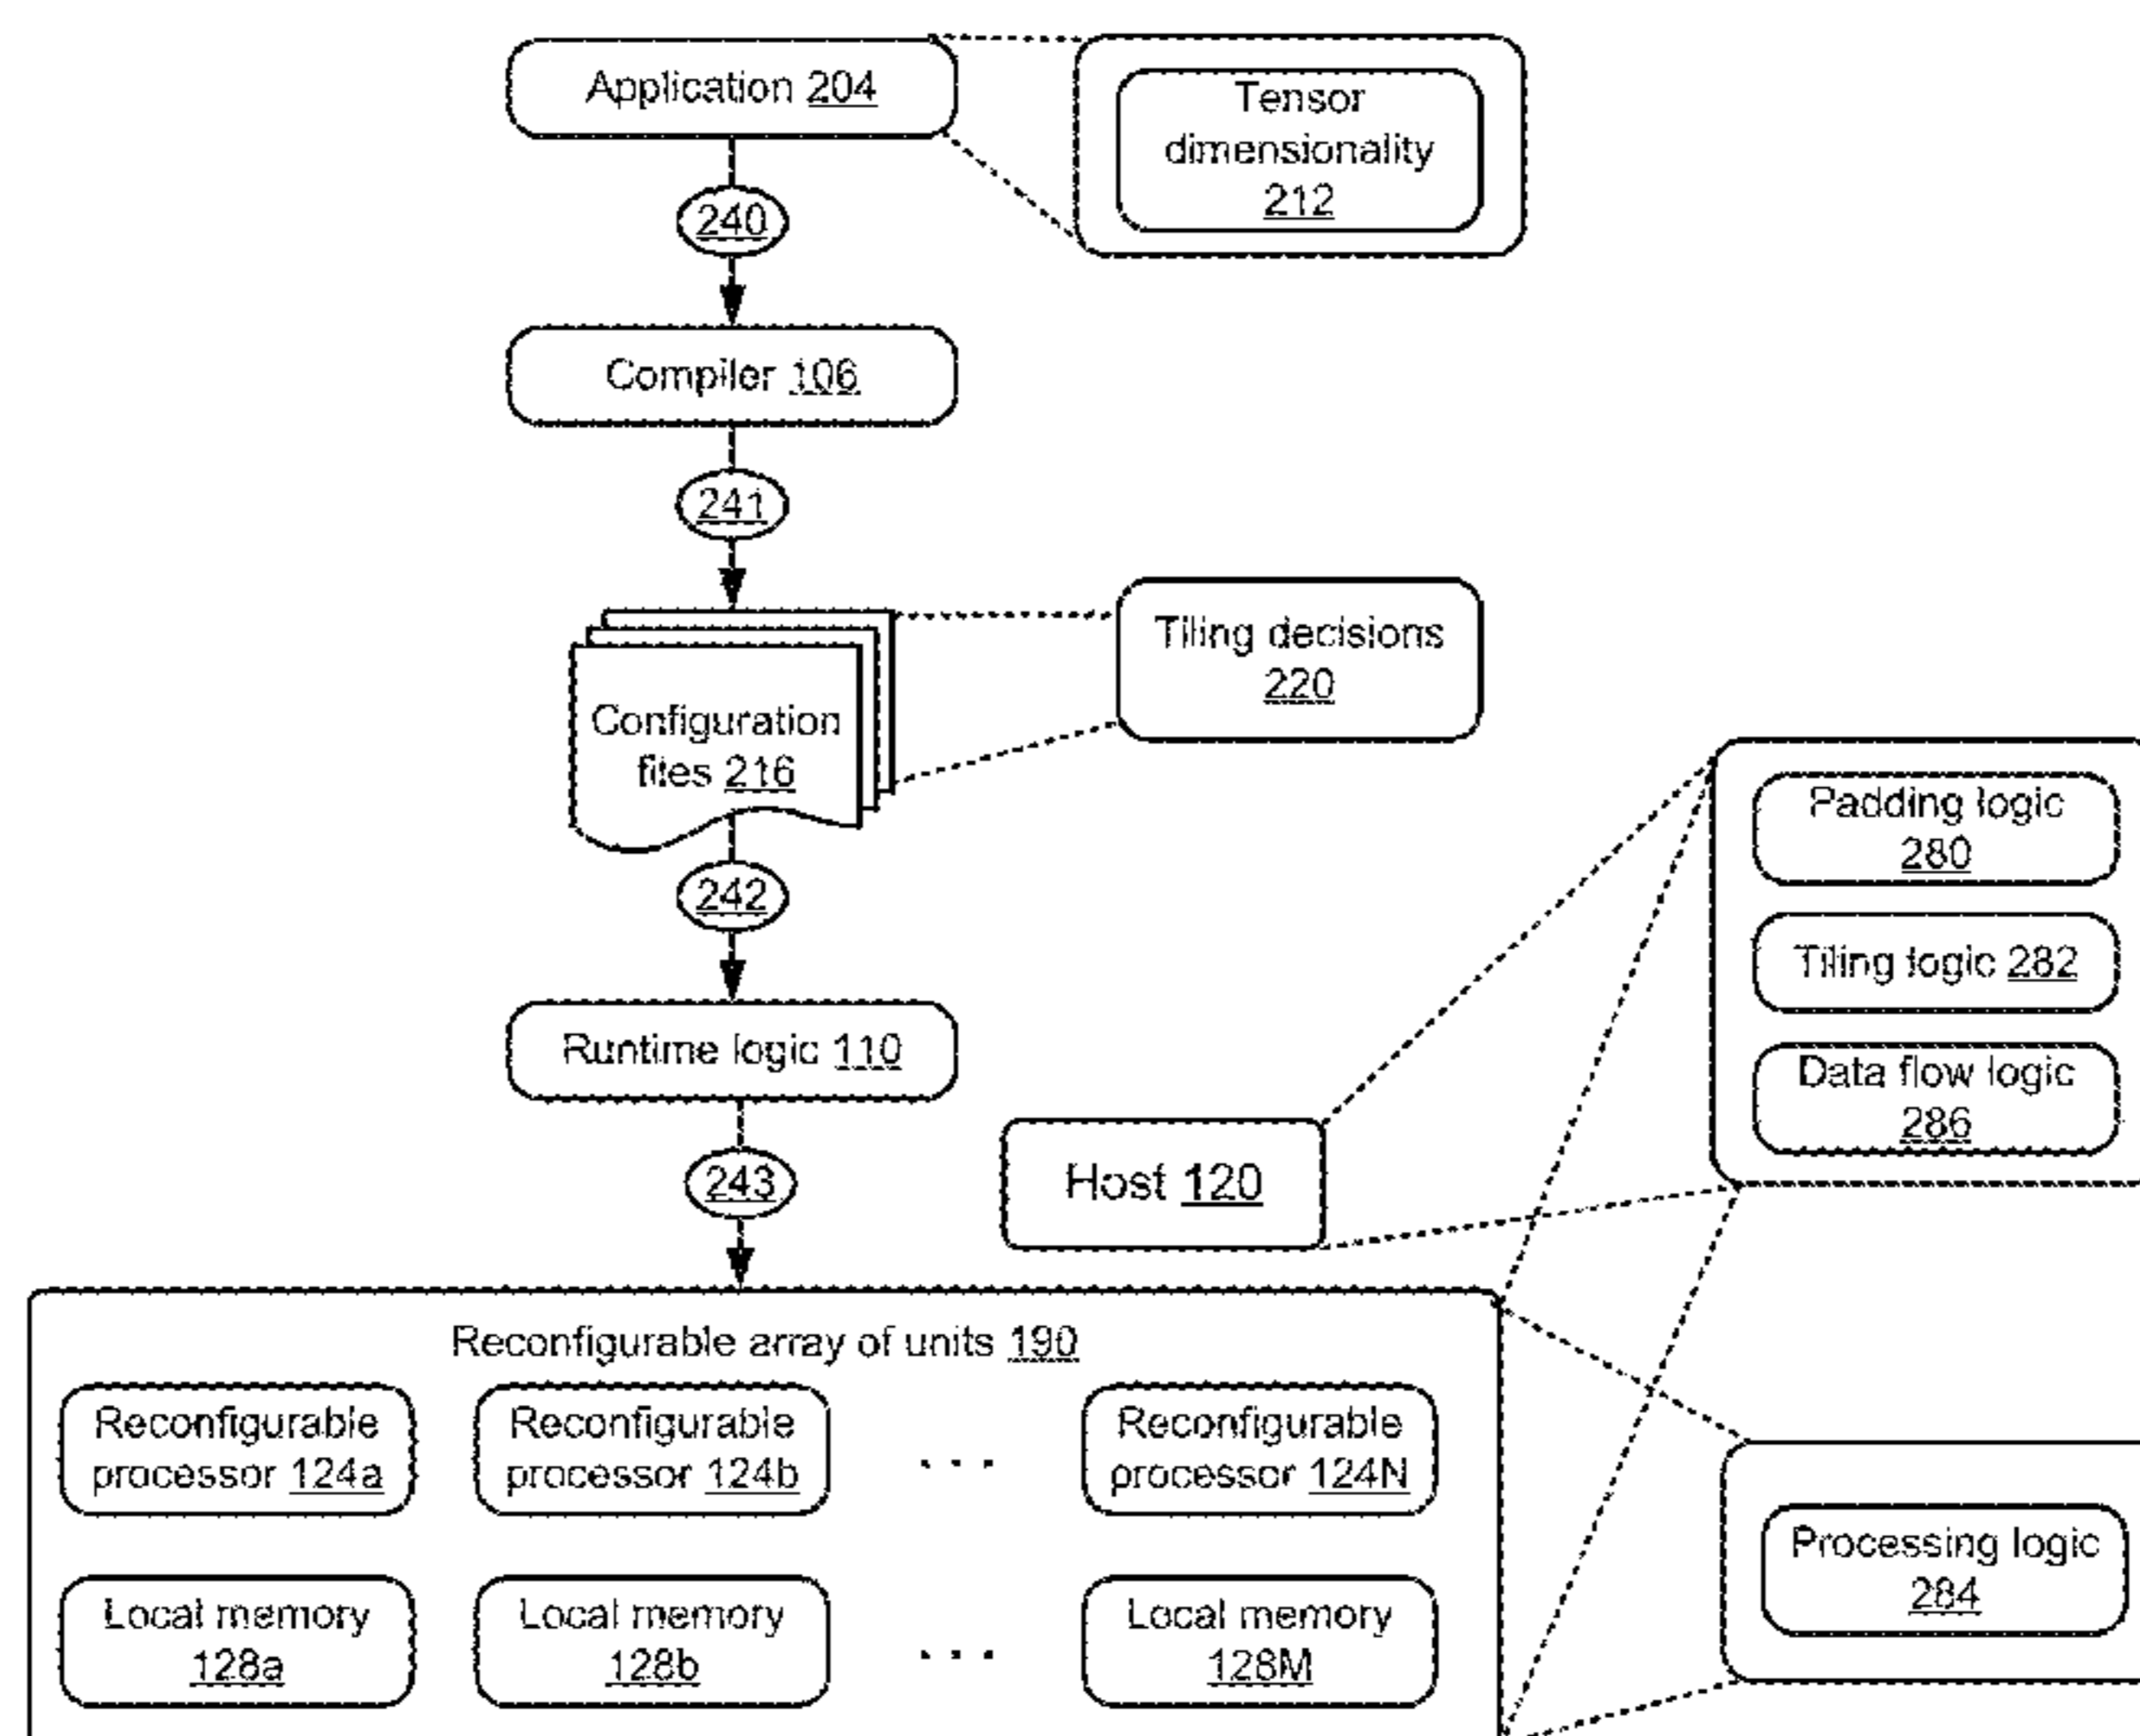 Application 204
Tensor
dimensionality
212
240
Compiler 106
241
Tiling decisions
220
Configuration
files 216
242
Padding logic
280
Tiling logic 282
Data flow logic
286
Runtime logic 110
243
Host 120
Reconfigurable array of units 190
Reconfigurable
processor 124a
Reconfigurable
processor 124b
. . .
Reconfigurable
processor 124N
Processing logic
284
Local memory
128a
Local memory
128b
. . .
Local memory
128M